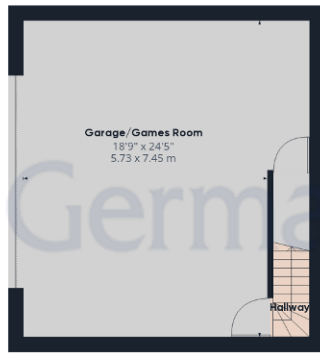 Garage/Games Room
18'9" x 24'5"
5.73 x 7.45 m
Germa
Hallway